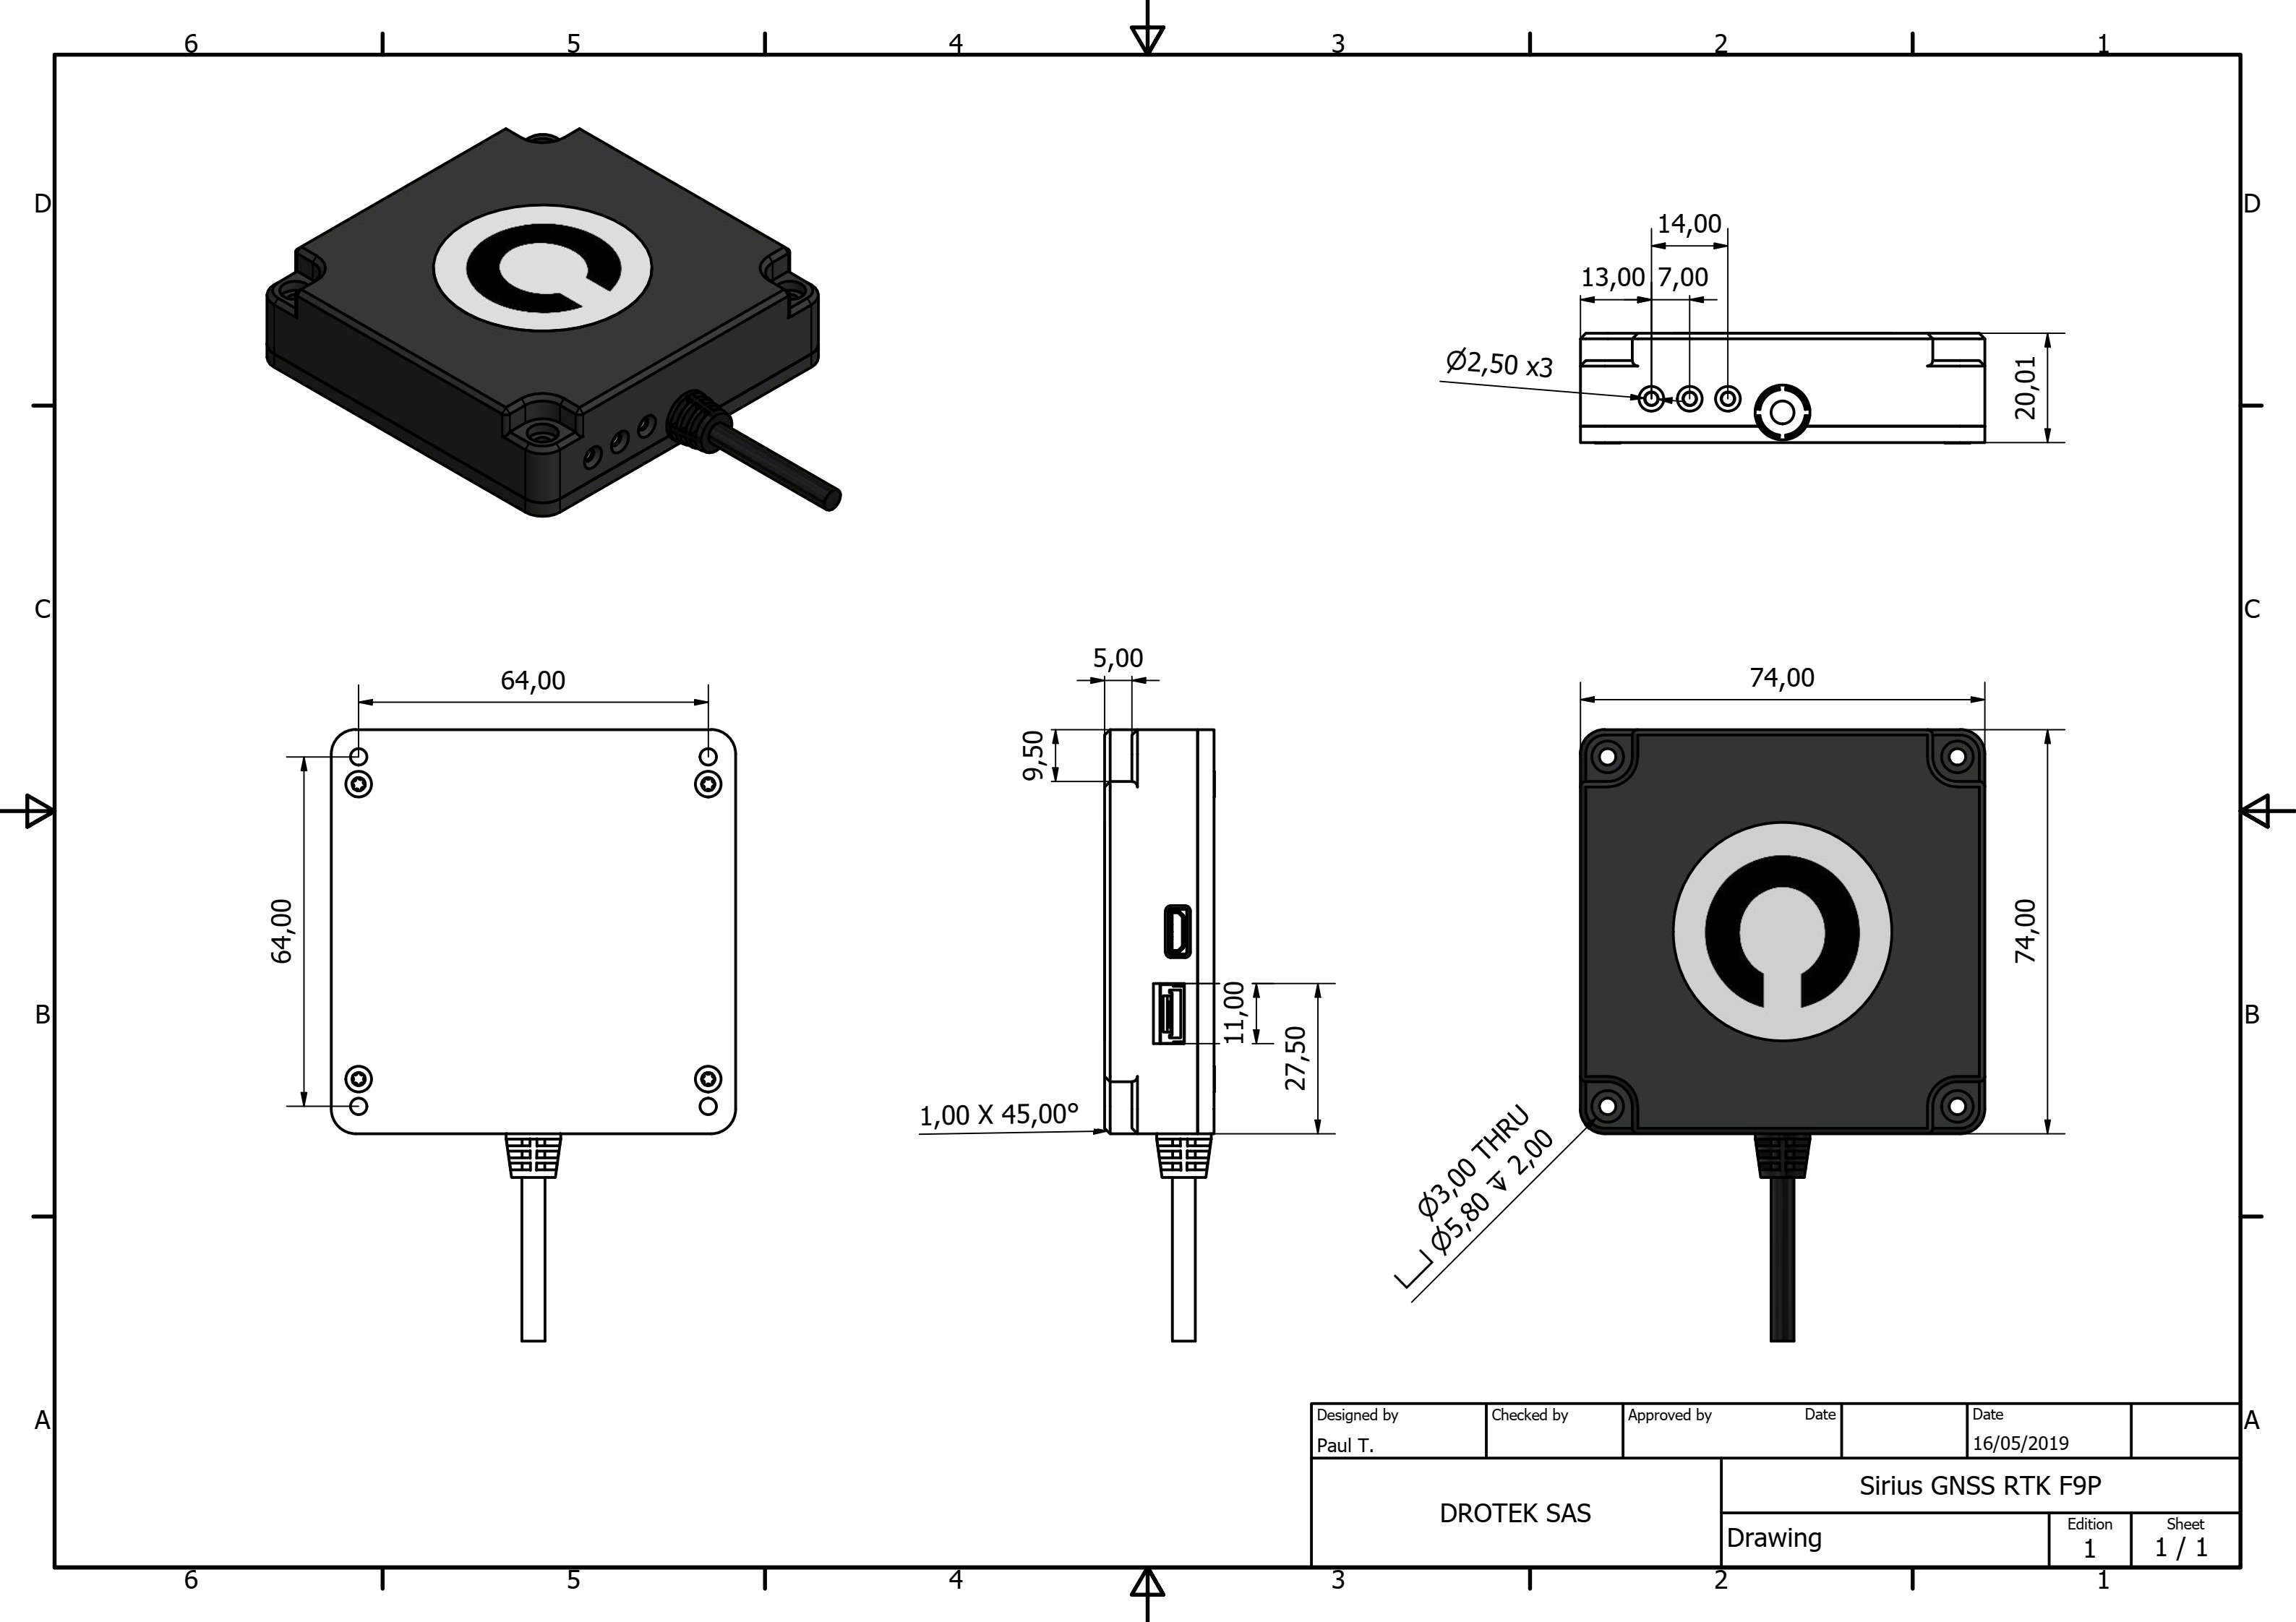 6 5 4 3 2 1
D D
14,00
13,00 7,00
Ø2,50 x3
20,01
C C
64,00
64,00
5,00
9,50
11,00
27,50
1,00 X 45,00°
74,00
74,00
Ø3,00 THRU
⌴ Ø5,80 ↧ 2,00
B B
A A
Designed by Checked by Approved by Date Date
Paul T. 16/05/2019
DROTEK SAS
Sirius GNSS RTK F9P
Drawing
Edition
1
Sheet
1 / 1
6 5 4 3 2 1